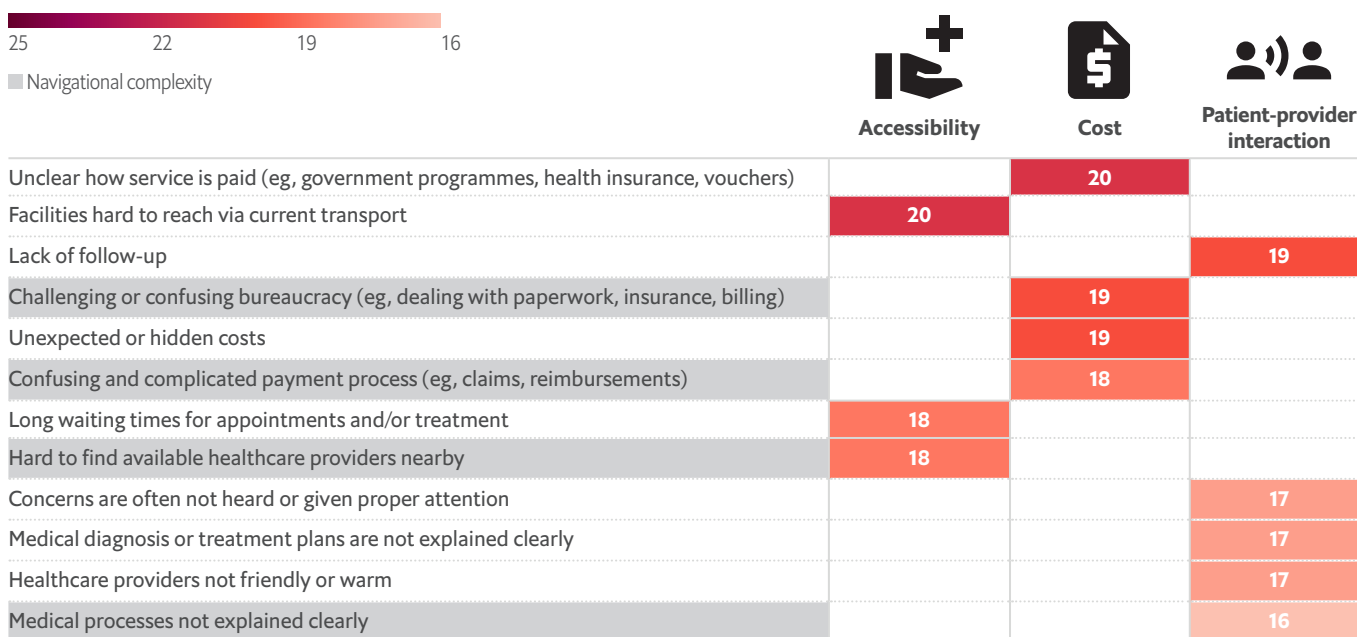 25 22 19 16
Navigational complexity
Accessibility Cost Patient-provider
interaction
Unclear how service is paid (eg, government programmes, health insurance, vouchers) 20
Facilities hard to reach via current transport 20
Lack of follow-up 19
Challenging or confusing bureaucracy (eg, dealing with paperwork, insurance, billing) 19
Unexpected or hidden costs 19
Confusing and complicated payment process (eg, claims, reimbursements) 18
Long waiting times for appointments and/or treatment 18
Hard to find available healthcare providers nearby 18
Concerns are often not heard or given proper attention 17
Medical diagnosis or treatment plans are not explained clearly 17
Healthcare providers not friendly or warm 17
Medical processes not explained clearly 16